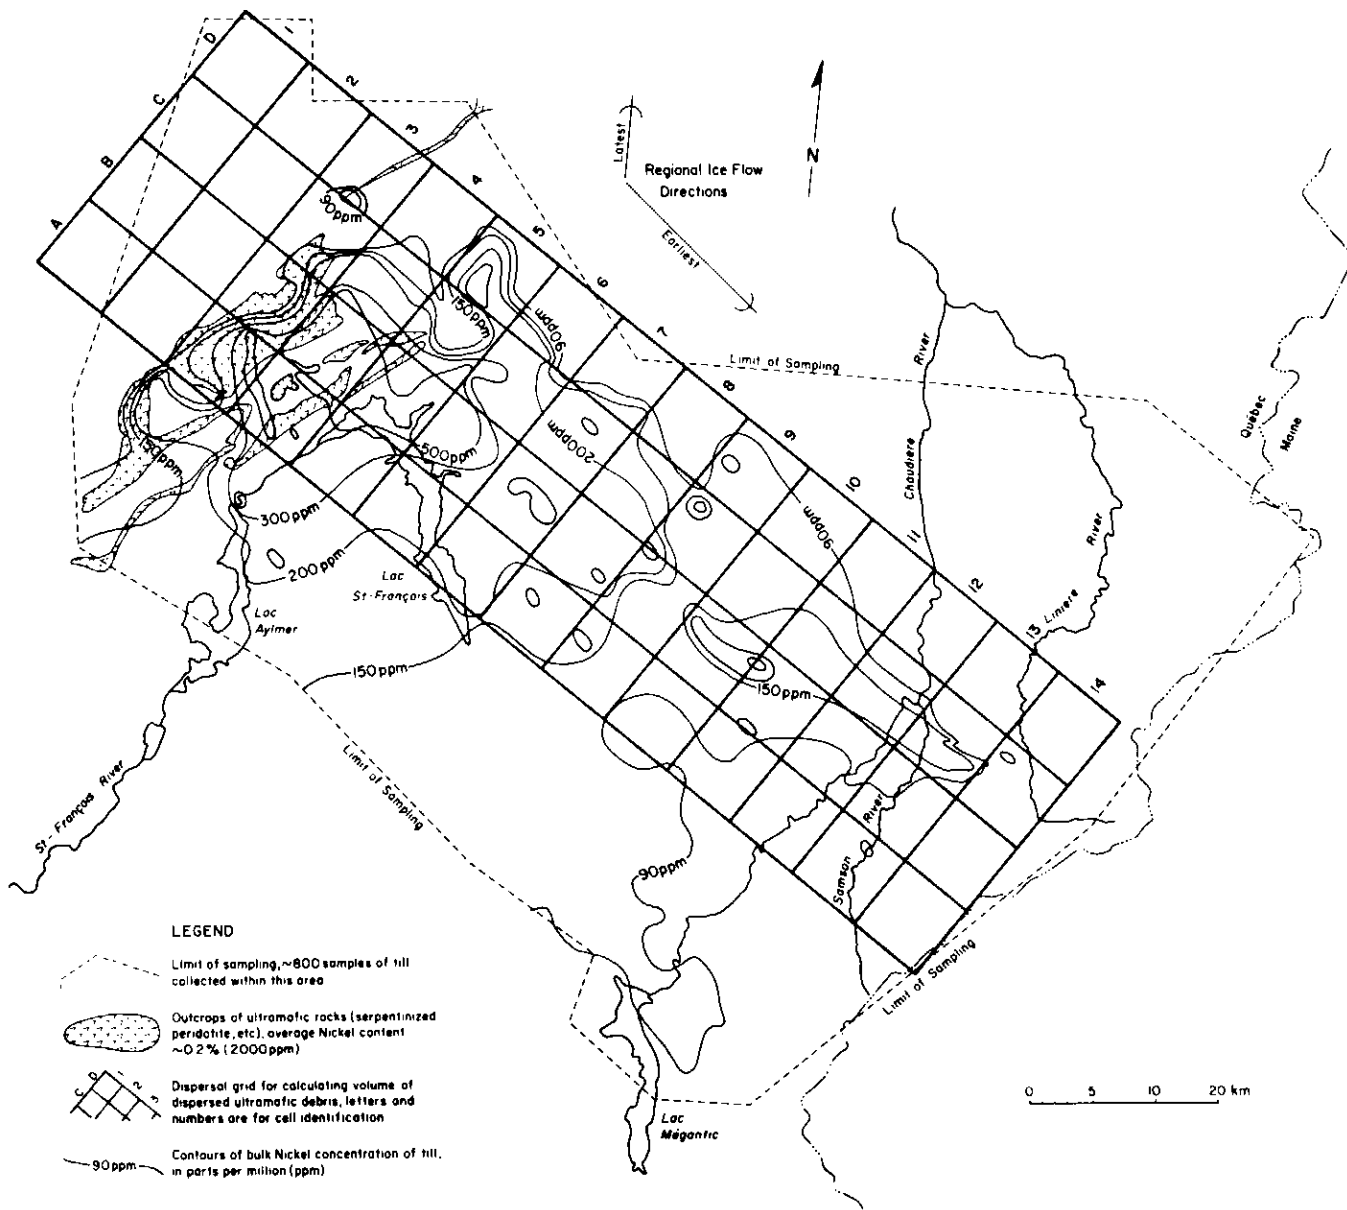 D
1
C
2
B
3
A
4
5
6
7
8
9
10
11
12
13
14
Latest
Regional Ice Flow
Directions
Earliest
N
90ppm
150ppm
90ppm
Limit of Sampling
River
Chaudière
River
Linière
Quebec
Maine
200ppm
150ppm
500ppm
300ppm
200ppm
90ppm
Lac
St-François
Lac
Aylmer
150ppm
150ppm
St-François River
Limit of Sampling
90ppm
River
Samson
Limit of Sampling
Lac
Mégantic
LEGEND
Limit of sampling, ~800 samples of till
collected within this area
Outcrops of ultramafic rocks (serpentinized
peridotite, etc), average Nickel content
~0.2% (2000ppm)
C
D
1
2
3
Dispersal grid for calculating volume of
dispersed ultramafic debris, letters and
numbers are for cell identification
90ppm
Contours of bulk Nickel concentration of till,
in parts per million (ppm)
0 5 10 20 km